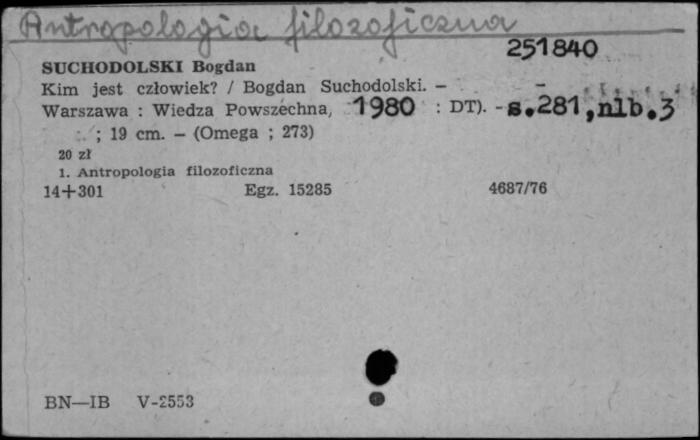 Antropologia filozoficzna
251840
SUCHODOLSKI Bogdan
Kim jest człowiek? / Bogdan Suchodolski. —
Warszawa : Wiedza Powszechna, 1980 : DT). - s.281,nlb.3
; 19 cm. — (Omega ; 273)
20 zł
1. Antropologia filozoficzna
14+301 Egz. 15285 4687/76
BN—IB V-2553